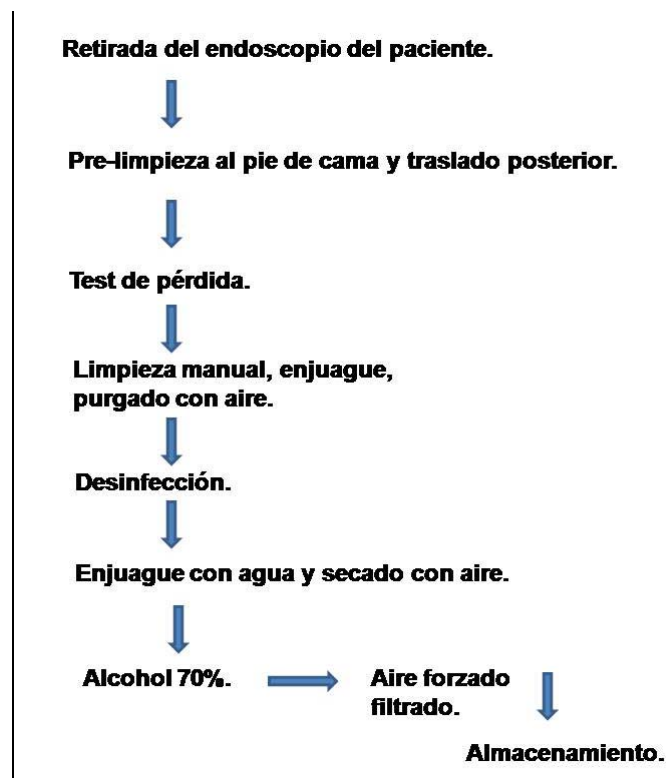 Retirada del endoscopio del paciente.
Pre-limpieza al pie de cama y traslado posterior.
Test de pérdida.
Limpieza manual, enjuague,
purgado con aire.
Desinfección.
Enjuague con agua y secado con aire.
Alcohol 70%.
Aire forzado
filtrado.
Almacenamiento.